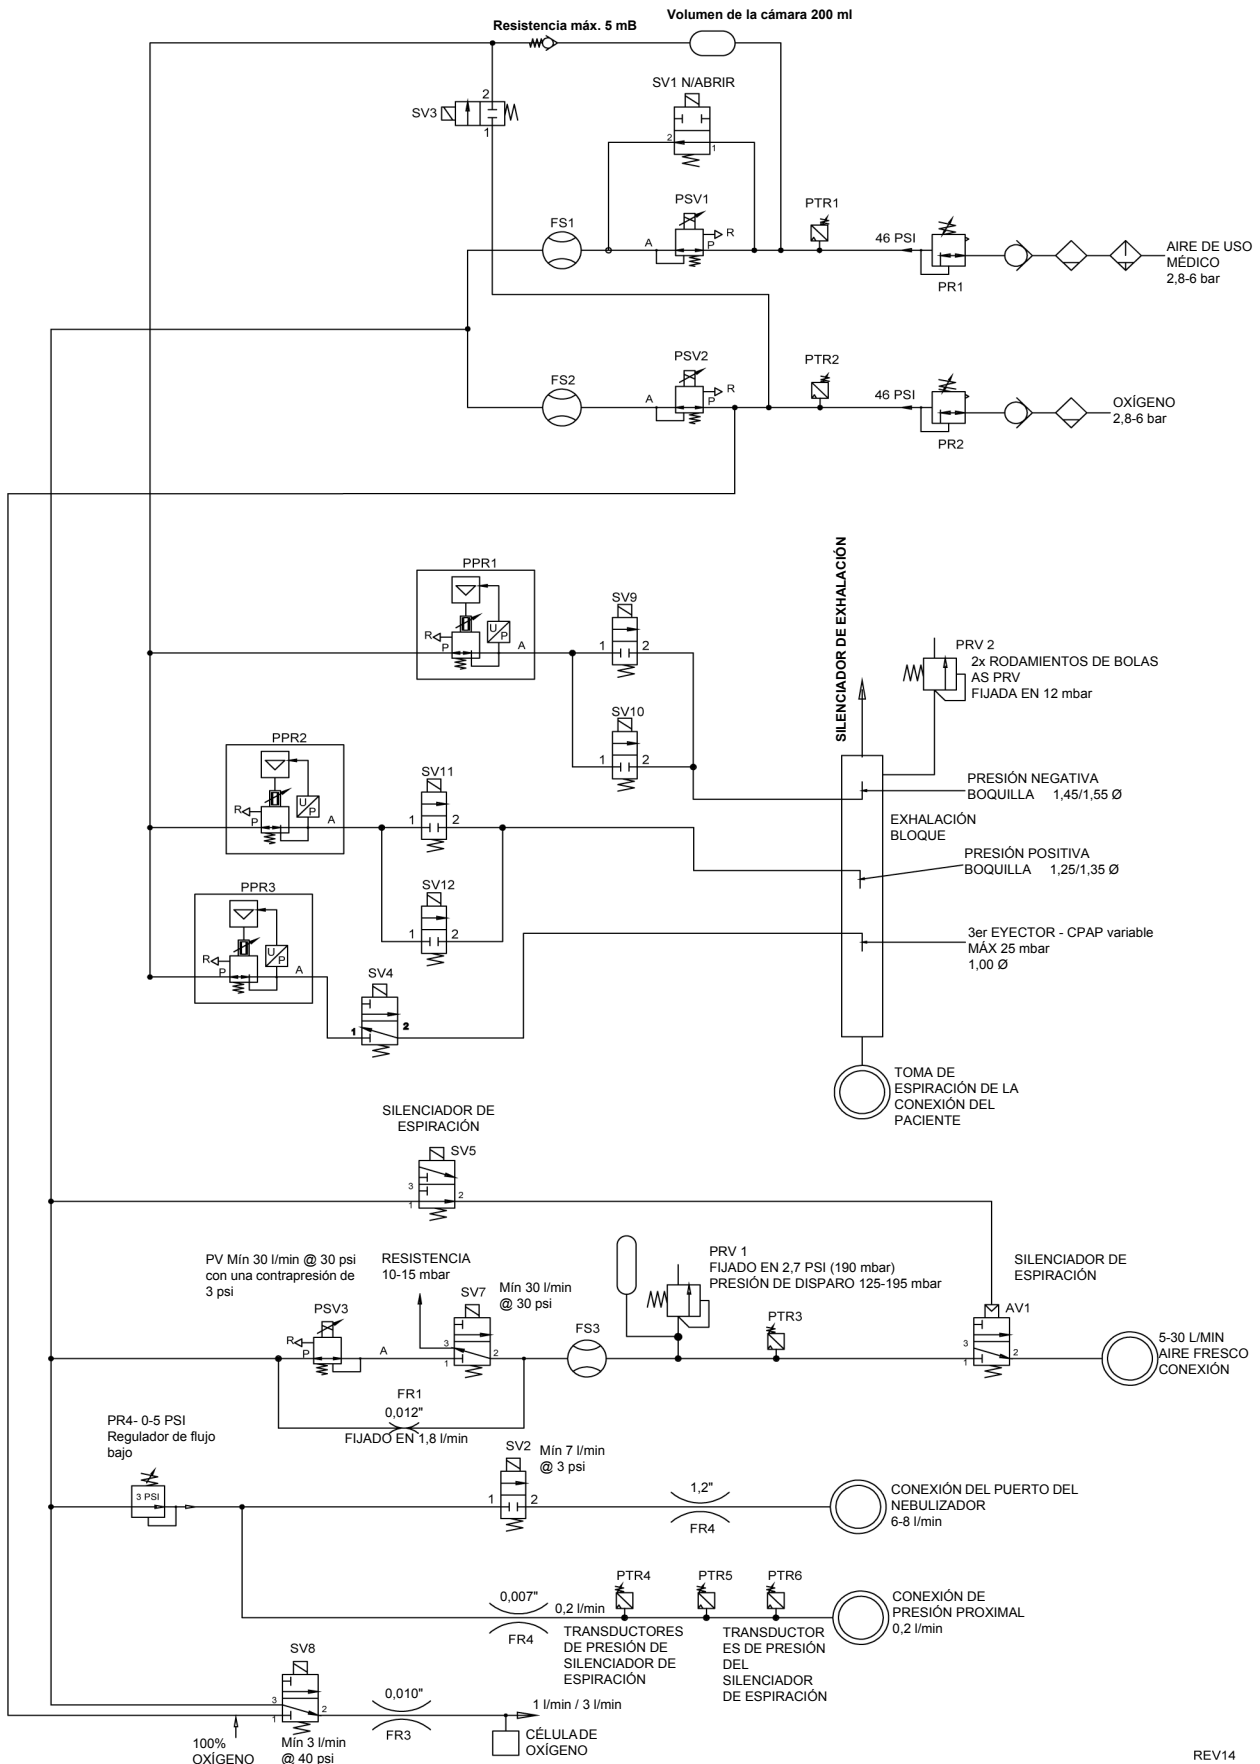 Volumen de la cámara 200 ml
Resistencia máx. 5 mB
SV1 N/ABRIR
2
SV3
1
2
1
PSV1
PTR1
FS1
A
P
R
46 PSI
PR1
AIRE DE USO
MÉDICO
2,8-6 bar
PSV2
PTR2
FS2
A
P
R
46 PSI
PR2
OXÍGENO
2,8-6 bar
SILENCIADOR DE EXHALACIÓN
PPR1
R
P
U
P
A
SV9
1
2
SV10
1
2
PRV 2
2x RODAMIENTOS DE BOLAS
AS PRV
FIJADA EN 12 mbar
PPR2
R
P
U
P
A
SV11
1
2
SV12
1
2
PRESIÓN NEGATIVA
BOQUILLA 1,45/1,55 Ø
EXHALACIÓN
BLOQUE
PRESIÓN POSITIVA
BOQUILLA 1,25/1,35 Ø
PPR3
R
P
U
P
A
SV4
1
2
3er EYECTOR - CPAP variable
MÁX 25 mbar
1,00 Ø
TOMA DE
ESPIRACIÓN DE LA
CONEXIÓN DEL
PACIENTE
SILENCIADOR DE
ESPIRACIÓN
SV5
3
1
2
PV Mín 30 l/min @ 30 psi
con una contrapresión de
3 psi
RESISTENCIA
10-15 mbar
PSV3
R
P
A
SV7
3
1
2
Mín 30 l/min
@ 30 psi
FS3
PRV 1
FIJADO EN 2,7 PSI (190 mbar)
PRESIÓN DE DISPARO 125-195 mbar
PTR3
SILENCIADOR DE
ESPIRACIÓN
AV1
3
1
2
5-30 L/MIN
AIRE FRESCO
CONEXIÓN
FR1
0,012"
FIJADO EN 1,8 l/min
PR4- 0-5 PSI
Regulador de flujo
bajo
3 PSI
SV2
1
2
Mín 7 l/min
@ 3 psi
1,2"
FR4
CONEXIÓN DEL PUERTO DEL
NEBULIZADOR
6-8 l/min
0,007"
FR4
0,2 l/min
PTR4
PTR5
PTR6
TRANSDUCTORES
DE PRESIÓN DE
SILENCIADOR DE
ESPIRACIÓN
TRANSDUCTOR
ES DE PRESIÓN
DEL
SILENCIADOR
DE ESPIRACIÓN
CONEXIÓN DE
PRESIÓN PROXIMAL
0,2 l/min
SV8
3
1
2
100%
OXÍGENO
Mín 3 l/min
@ 40 psi
0,010"
FR3
1 l/min / 3 l/min
CÉLULA DE
OXÍGENO
REV14